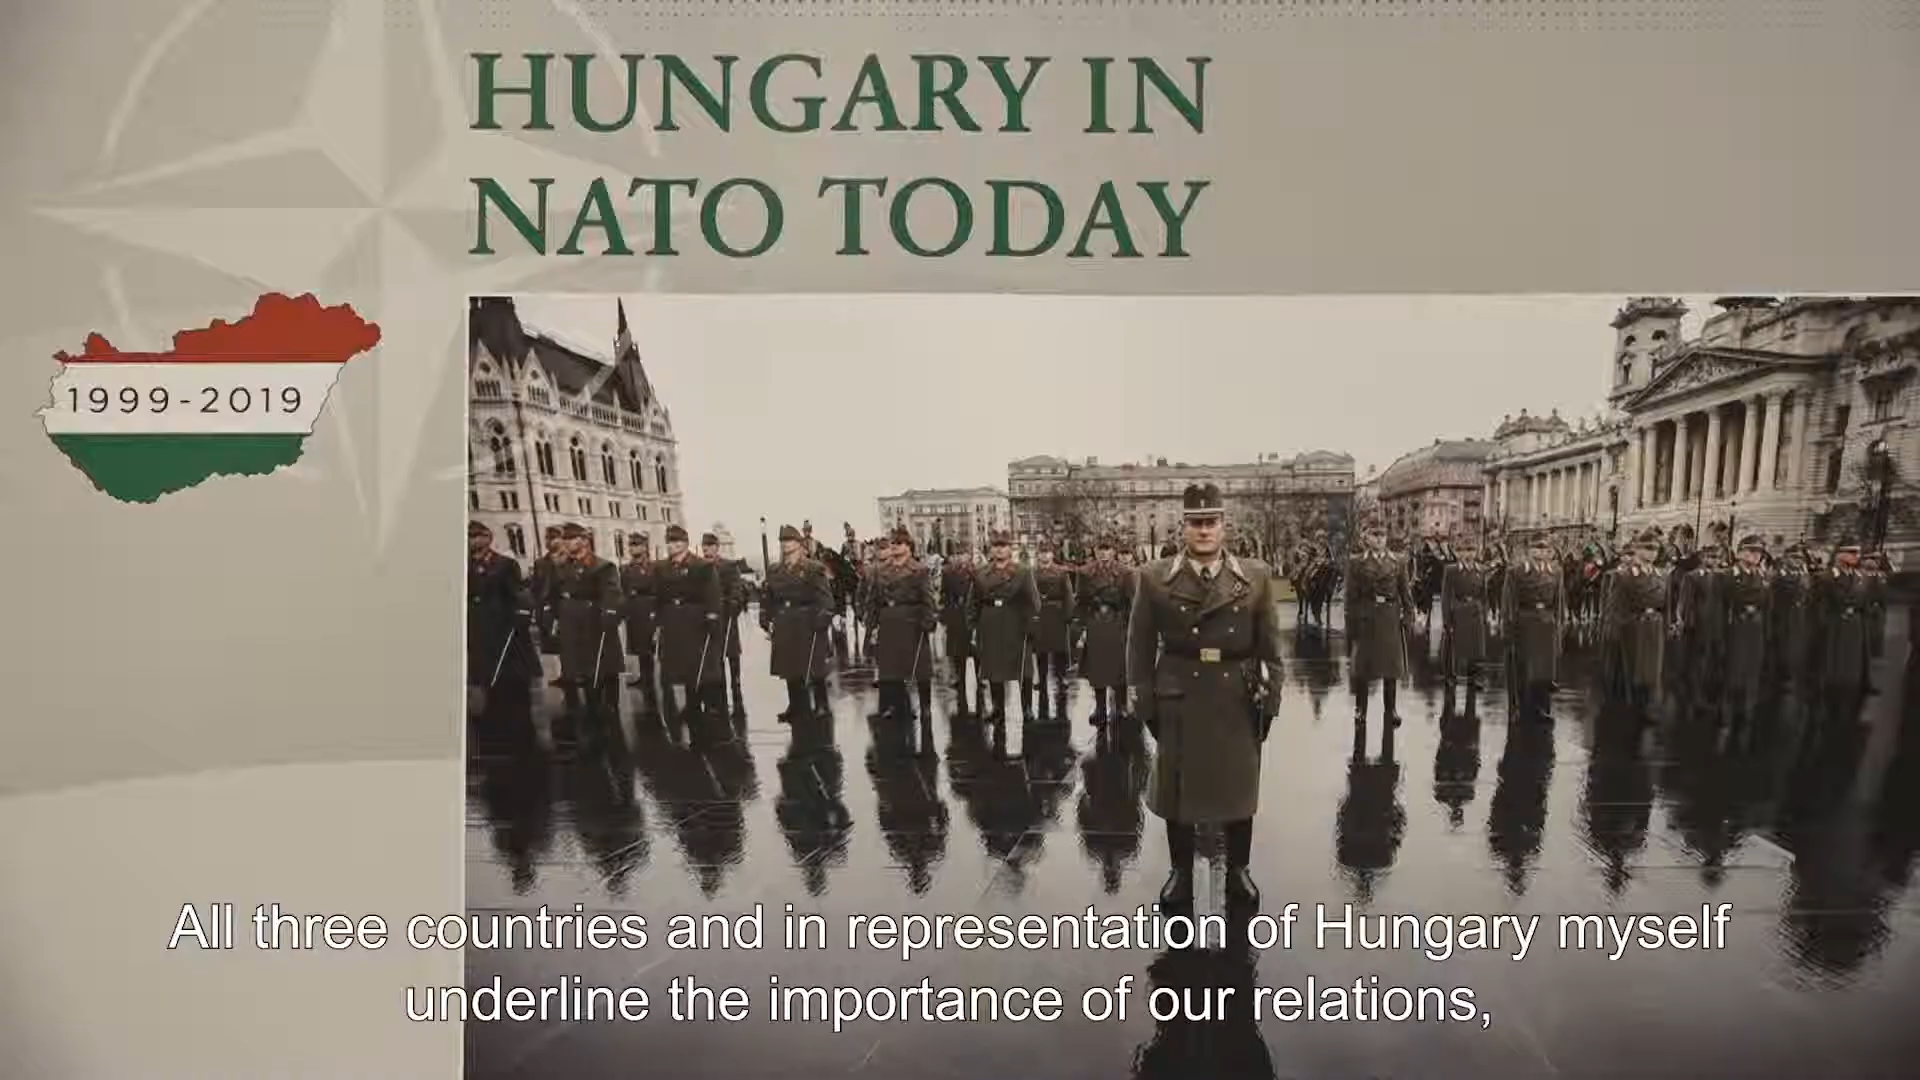 HUNGARY IN
NATO TODAY
1999-2019
All three countries and in representation of Hungary myself
underline the importance of our relations,